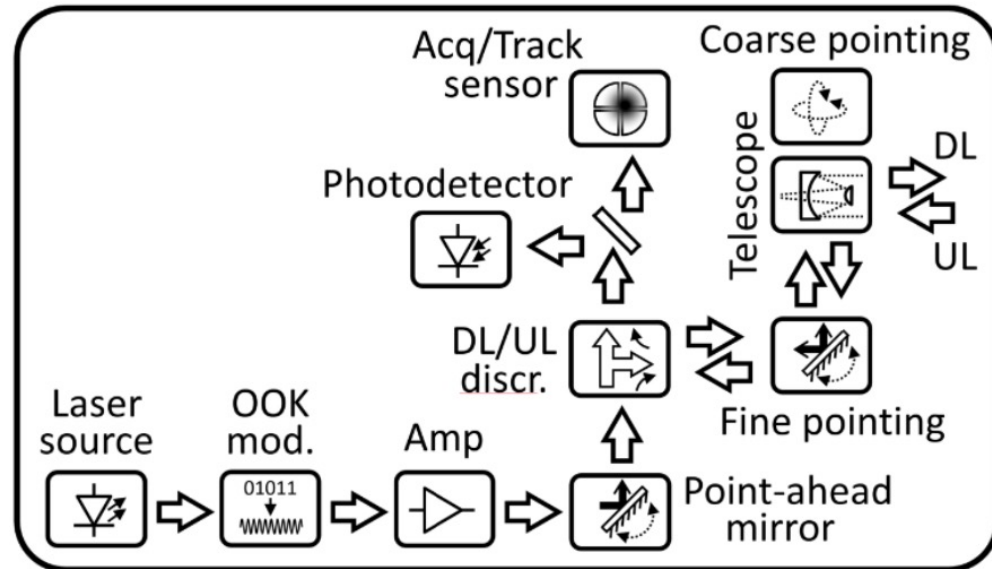 Acq/Track
sensor
Coarse pointing
Telescope
DL
UL
Photodetector
DL/UL
discr.
Fine pointing
Laser
source
OOK
mod.
01011
Amp
Point-ahead
mirror